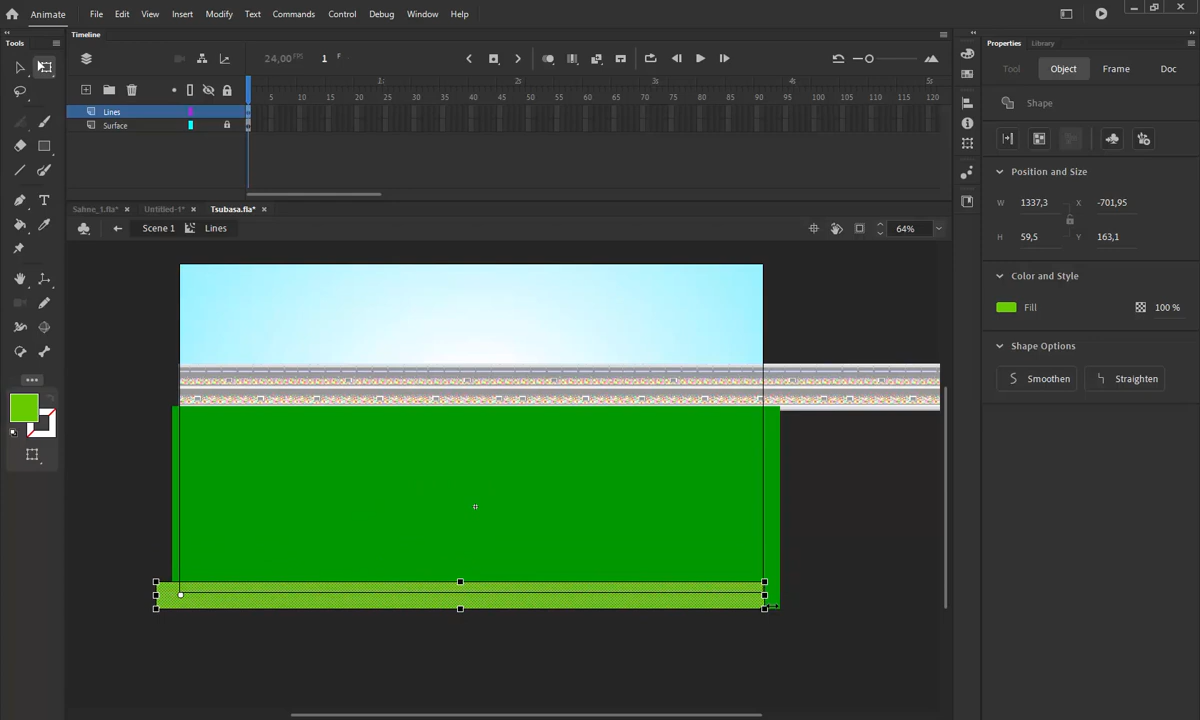 Animate File Edit View Insert Modify Text Commands Control Debug Window Help
Tools
Timeline
Properties Library
24,00 FPS 1 F
Tool Object Frame Doc
1s 2s 3s 4s 5s
5 10 15 20 25 30 35 40 45 50 55 60 65 70 75 80 85 90 95 100 105 110 115 120
Lines
Surface
Shape
Position and Size
W 1337,3 X -701,95
H 59,5 Y 163,1
Sahne_1.fla* × Untitled-1* × Tsubasa.fla* ×
Scene 1 Lines 64%
Color and Style
Fill 100 %
Shape Options
Smoothen Straighten